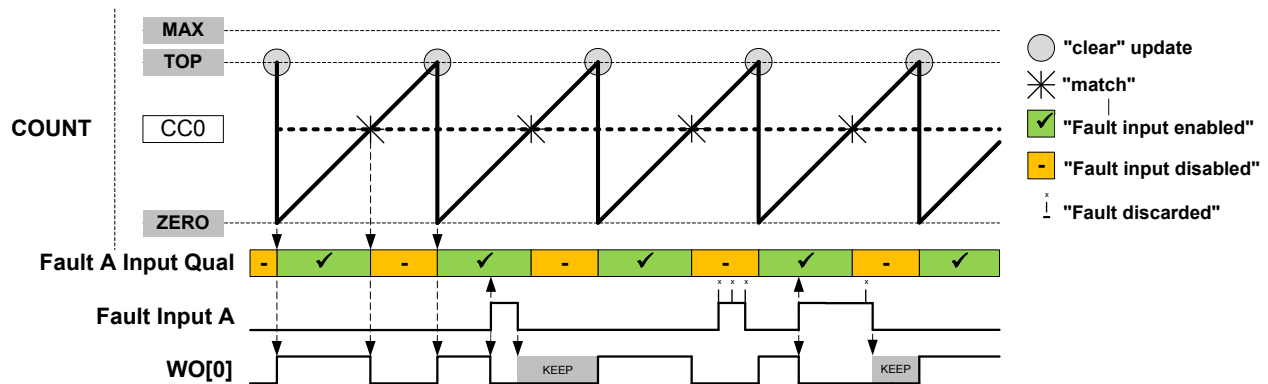 MAX
"clear" update
TOP
"match"
COUNT
CC0
✓ "Fault input enabled"
- "Fault input disabled"
x
"Fault discarded"
ZERO
Fault A Input Qual - ✓ - ✓ - ✓ - ✓ - ✓
x x x x
Fault Input A
WO[0] KEEP KEEP